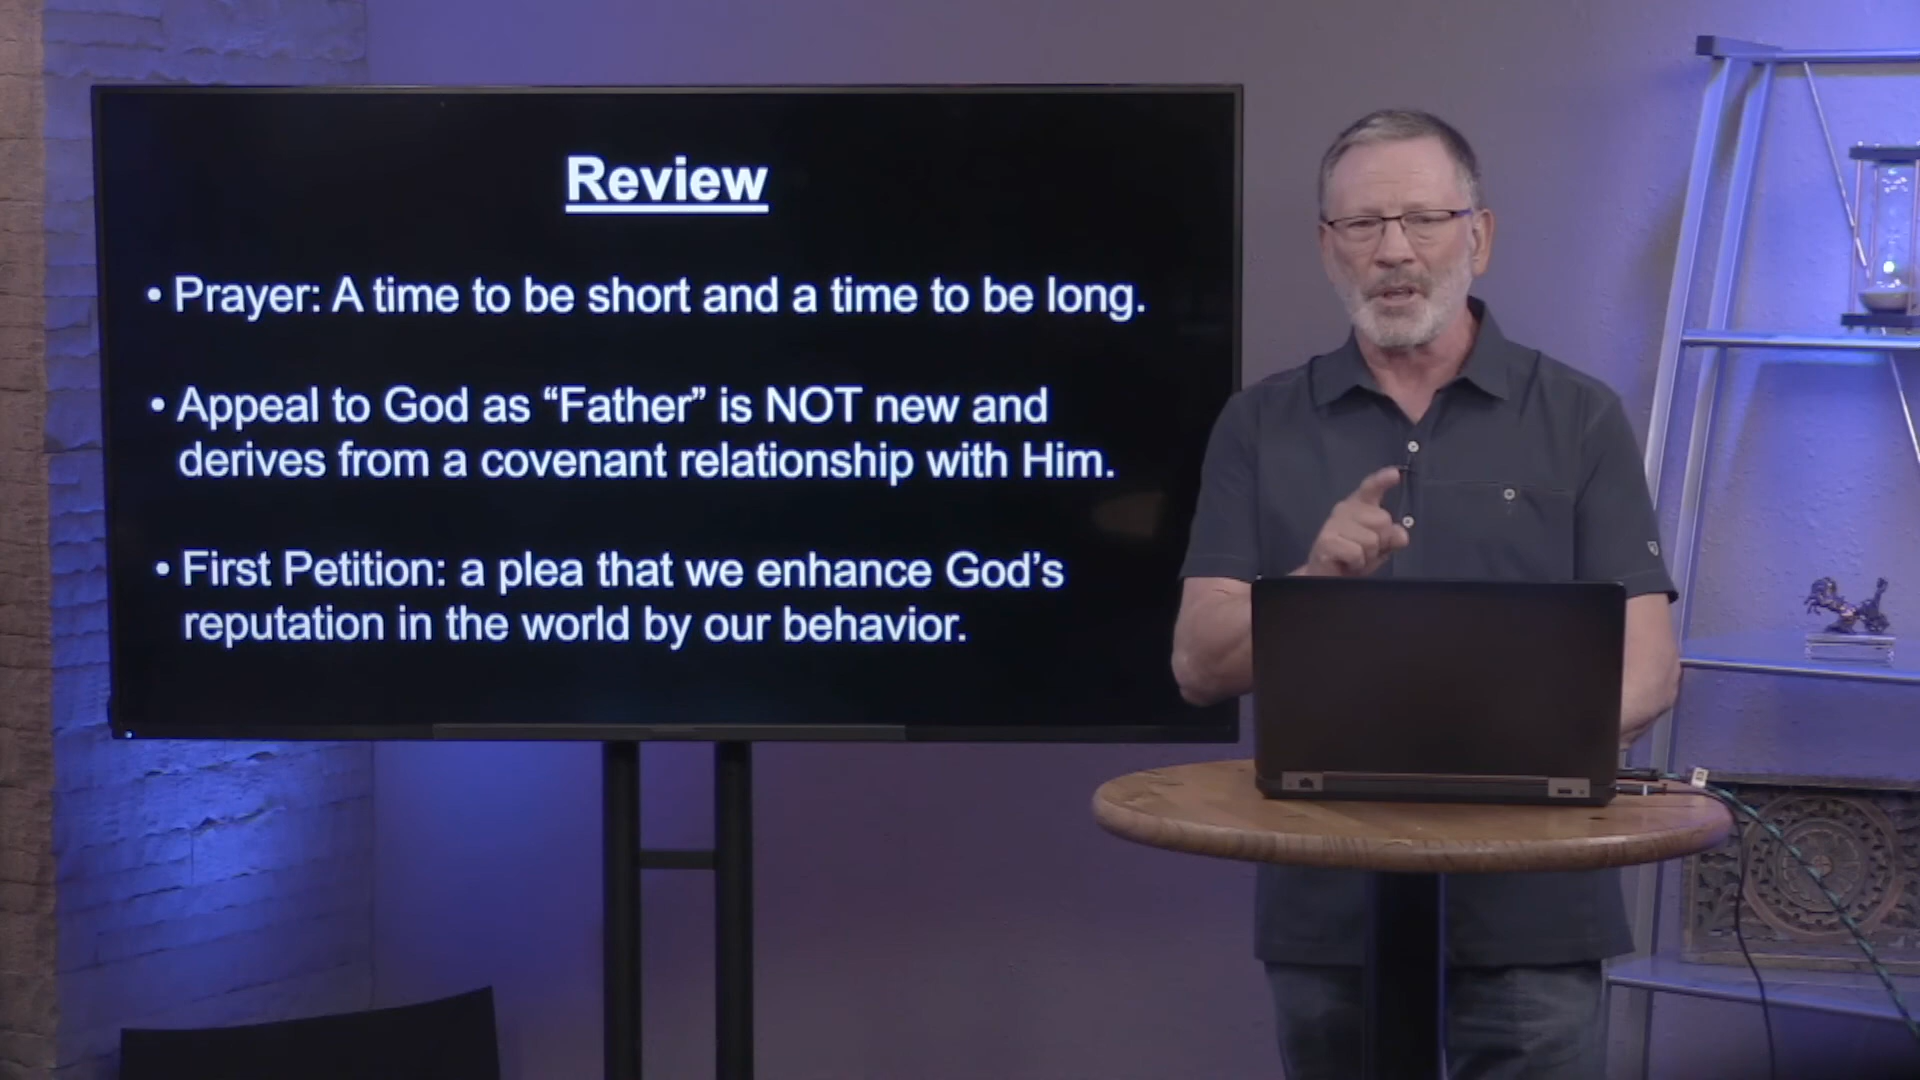 Review
• Prayer: A time to be short and a time to be long.
• Appeal to God as “Father” is NOT new and
derives from a covenant relationship with Him.
• First Petition: a plea that we enhance God’s
reputation in the world by our behavior.